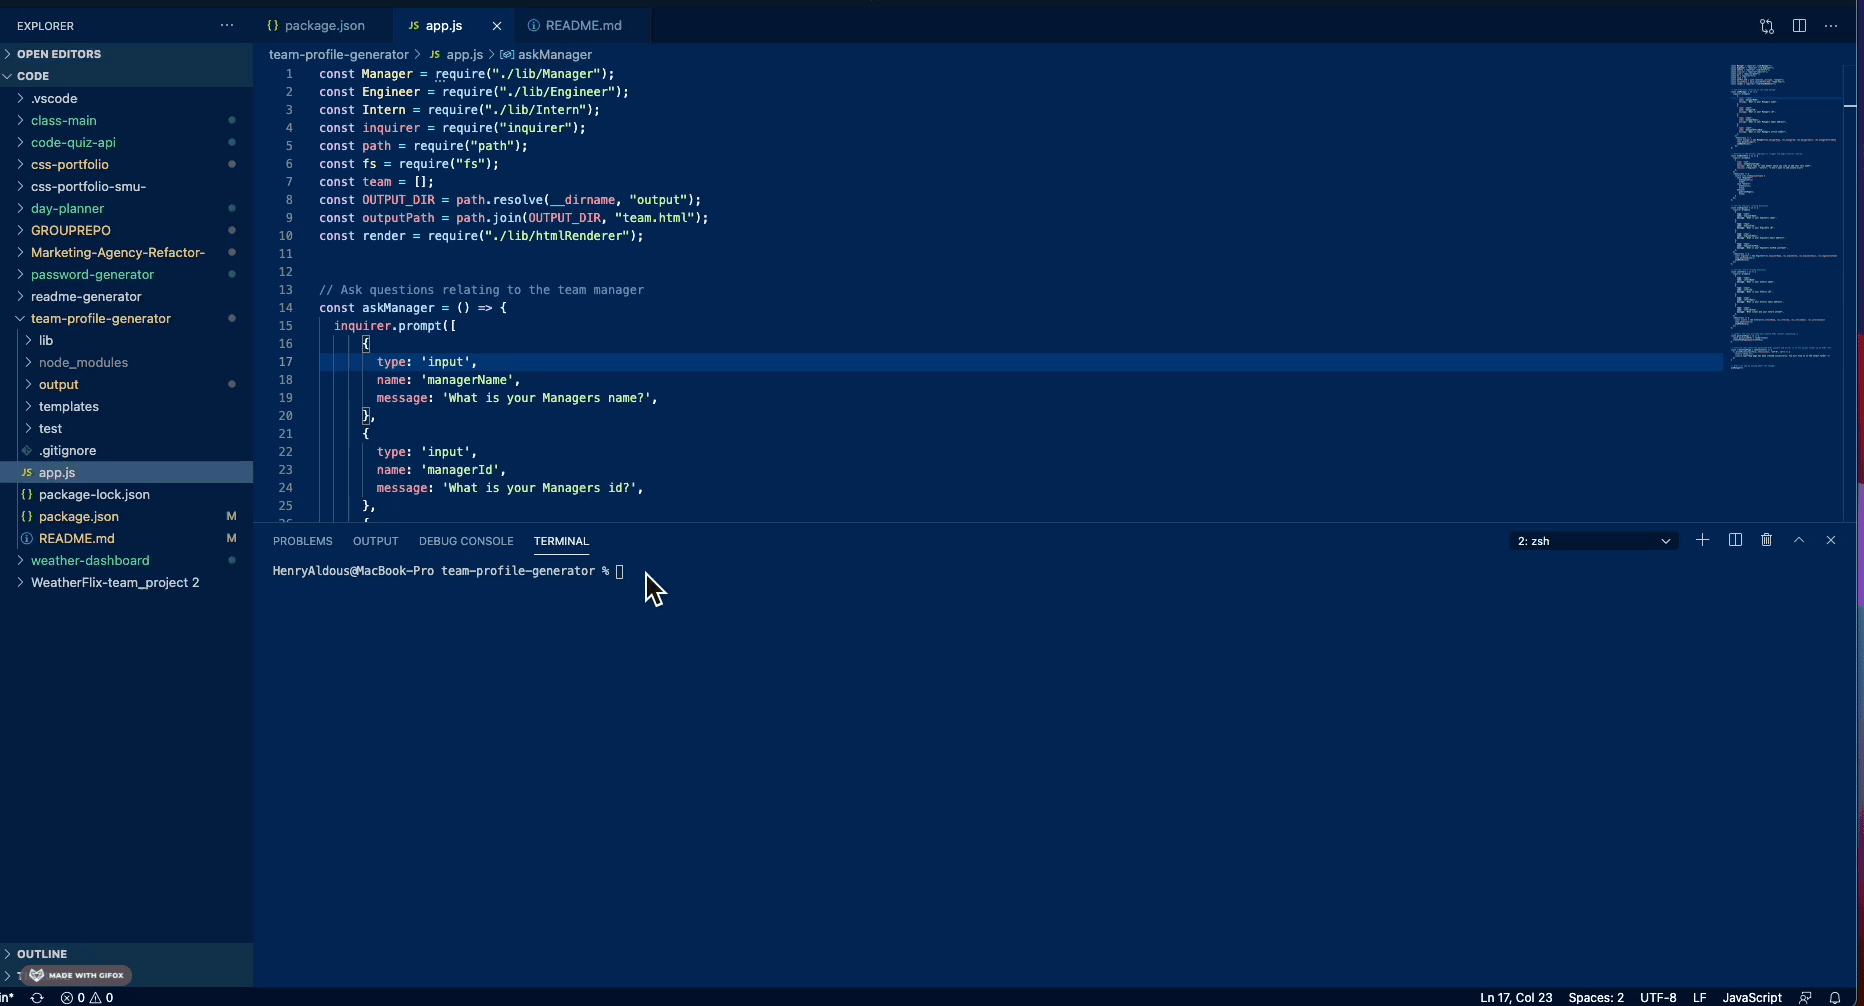 EXPLORER
package.json
JS app.js
README.md
OPEN EDITORS
CODE
.vscode
class-main
code-quiz-api
css-portfolio
css-portfolio-smu-
day-planner
GROUPREPO
Marketing-Agency-Refactor-
password-generator
readme-generator
team-profile-generator
lib
node_modules
output
templates
test
.gitignore
JS app.js
{} package-lock.json
{} package.json M
README.md M
weather-dashboard
WeatherFlix-team_project 2
OUTLINE
MADE WITH GIFOX
team-profile-generator > JS app.js > askManager
1 const Manager = require("./lib/Manager");
2 const Engineer = require("./lib/Engineer");
3 const Intern = require("./lib/Intern");
4 const inquirer = require("inquirer");
5 const path = require("path");
6 const fs = require("fs");
7 const team = [];
8 const OUTPUT_DIR = path.resolve(__dirname, "output");
9 const outputPath = path.join(OUTPUT_DIR, "team.html");
10 const render = require("./lib/htmlRenderer");
11
12
13 // Ask questions relating to the team manager
14 const askManager = () => {
15 inquirer.prompt([
16 {
17 type: 'input',
18 name: 'managerName',
19 message: 'What is your Managers name?',
20 },
21 {
22 type: 'input',
23 name: 'managerId',
24 message: 'What is your Managers id?',
25 },
26 {
PROBLEMS OUTPUT DEBUG CONSOLE TERMINAL 2: zsh
HenryAldous@MacBook-Pro team-profile-generator %
0 0 Ln 17, Col 23 Spaces: 2 UTF-8 LF JavaScript